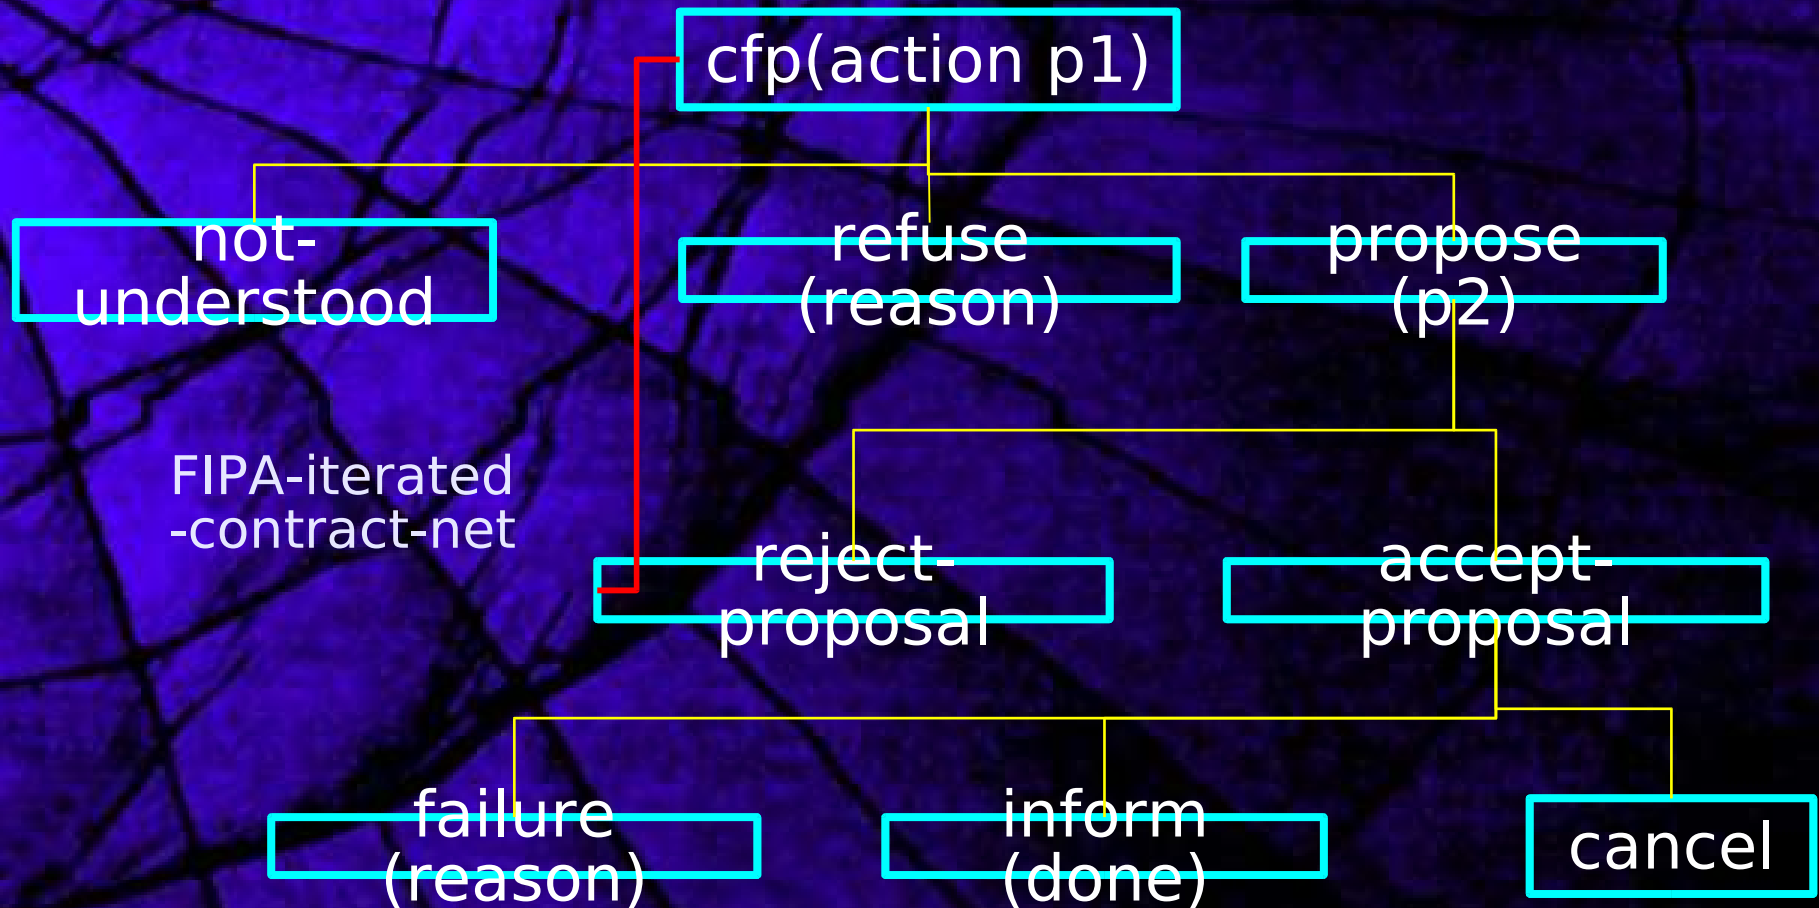 cfp(action p1)
not-
understood
refuse
(reason)
propose
(p2)
FIPA-iterated
-contract-net
reject-
proposal
accept-
proposal
failure
(reason)
inform
(done)
cancel